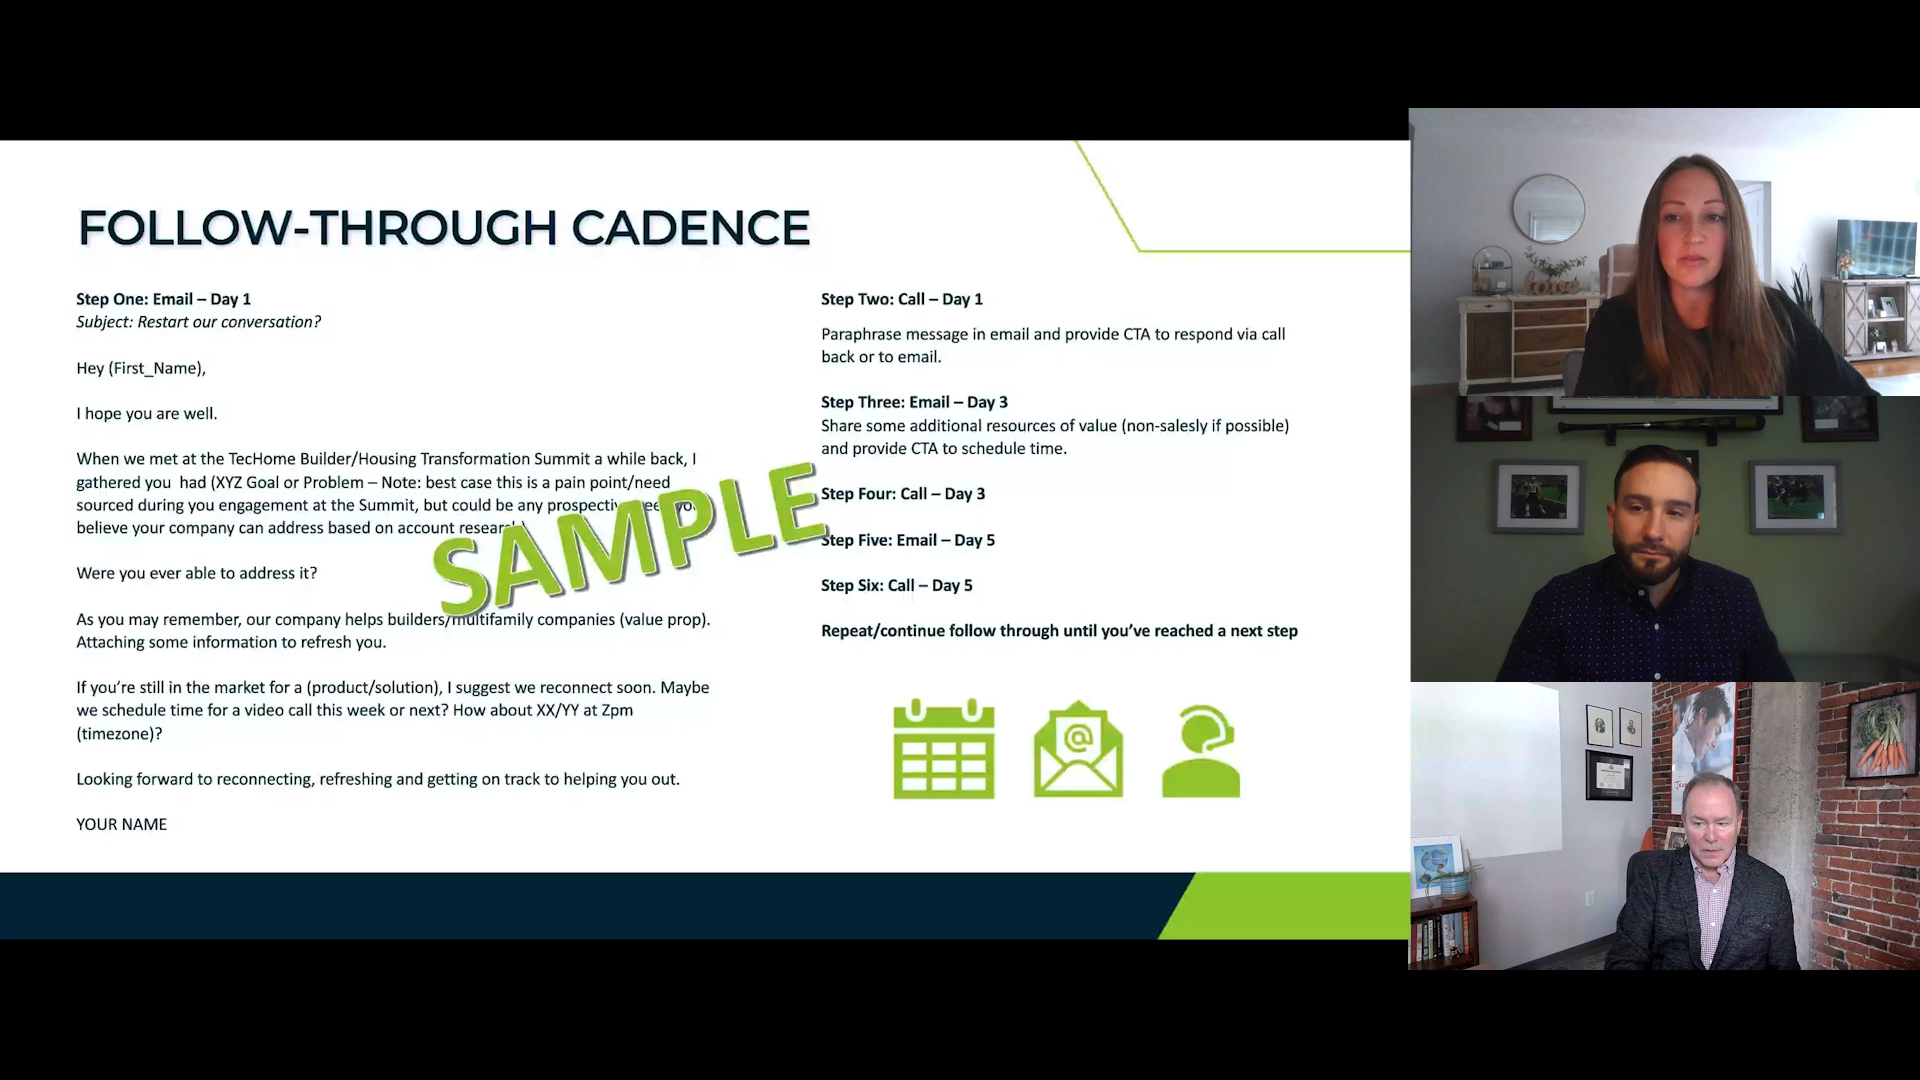 FOLLOW-THROUGH CADENCE
Step One: Email – Day 1
Subject: Restart our conversation?
Hey (First_Name),
I hope you are well.
When we met at the TecHome Builder/Housing Transformation Summit a while back, I
gathered you had (XYZ Goal or Problem – Note: best case this is a pain point/need
sourced during you engagement at the Summit, but could be any
believe your company can address based on account
Were you ever able to address it?
As you may remember, our company helps builders/multifamily companies (value prop).
Attaching some information to refresh you.
If you're still in the market for a (product/solution), I suggest we reconnect soon. Maybe
we schedule time for a video call this week or next? How about XX/YY at Zpm
(timezone)?
Looking forward to reconnecting, refreshing and getting on track to helping you out.
YOUR NAME
SAMPLE
Step Two: Call – Day 1
Paraphrase message in email and provide CTA to respond via call
back or to email.
Step Three: Email – Day 3
Share some additional resources of value (non-salesly if possible)
and provide CTA to schedule time.
Step Four: Call – Day 3
Step Five: Email – Day 5
Step Six: Call – Day 5
Repeat/continue follow through until you've reached a next step
@
love